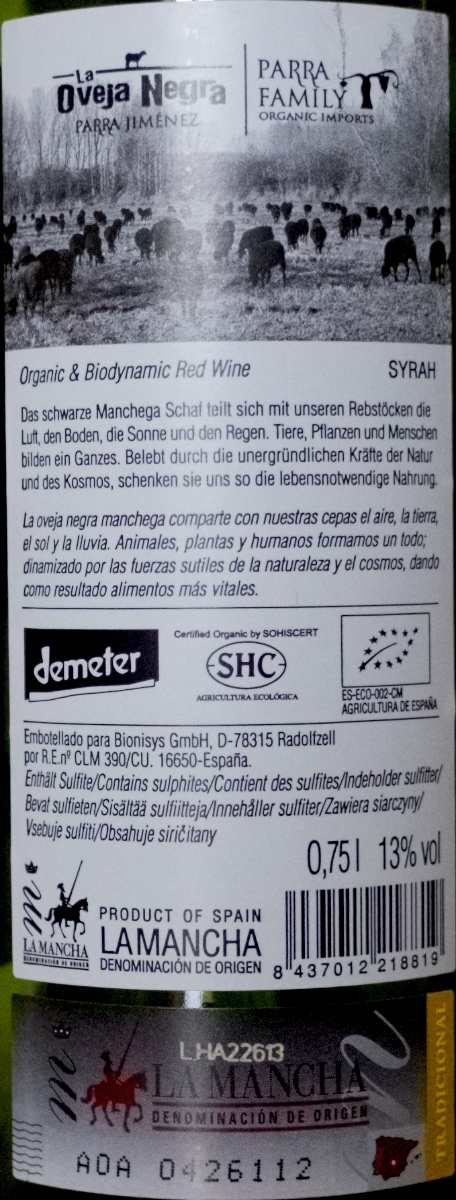 La
Oveja Negra
PARRA JIMÉNEZ
PARRA
FAMILY
ORGANIC IMPORTS
Organic & Biodynamic Red Wine SYRAH
Das schwarze Manchega Schaf teilt sich mit unseren Rebstöcken die
Luft, den Boden, die Sonne und den Regen. Tiere, Pflanzen und Menschen
bilden ein Ganzes. Belebt durch die unergründlichen Kräfte der Natur
und des Kosmos, schenken sie uns so die lebensnotwendige Nahrung.
La oveja negra manchega comparte con nuestras cepas el aire, la tierra,
el sol y la lluvia. Animales, plantas y humanos formamos un todo;
dinamizado por las fuerzas sutiles de la naturaleza y el cosmos, dando
como resultado alimentos más vitales.
demeter
Certified Organic by SOHISCERT
SHC
AGRICULTURA ECOLÓGICA
ES-ECO-002-CM
AGRICULTURA DE ESPAÑA
Embotellado para Bionisys GmbH, D-78315 Radolfzell
por R.E.nº CLM 390/CU. 16650-España.
Enthält Sulfite/Contains sulphites/Contient des sulfites/Indeholder sulfitter/
Bevat sulfieten/Sisältää sulfiitteja/Innehåller sulfiter/Zawiera siarczyny/
Vsebuje sulfiti/Obsahuje siričitany
0,75 l 13% vol
m
LA MANCHA
DENOMINACIÓN DE ORIGEN
PRODUCT OF SPAIN
LA MANCHA
DENOMINACIÓN DE ORIGEN
8 437012 218819
L.HA22613
m
LA MANCHA
DENOMINACIÓN DE ORIGEN
m
TRADICIONAL
AOA 0426112